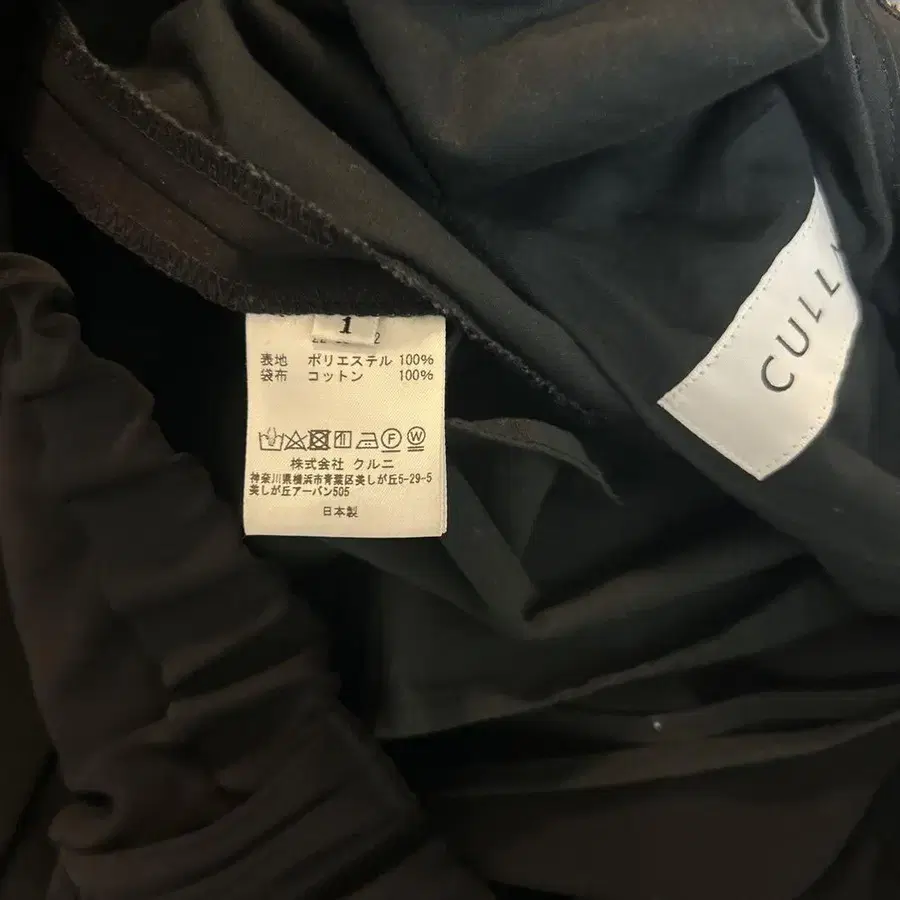 1
表地 ポリエステル 100%
袋布 コットン 100%
F W
株式会社 クルニ
神奈川県横浜市青葉区美しが丘5-29-5
美しが丘アーバン505
日本製
CULL